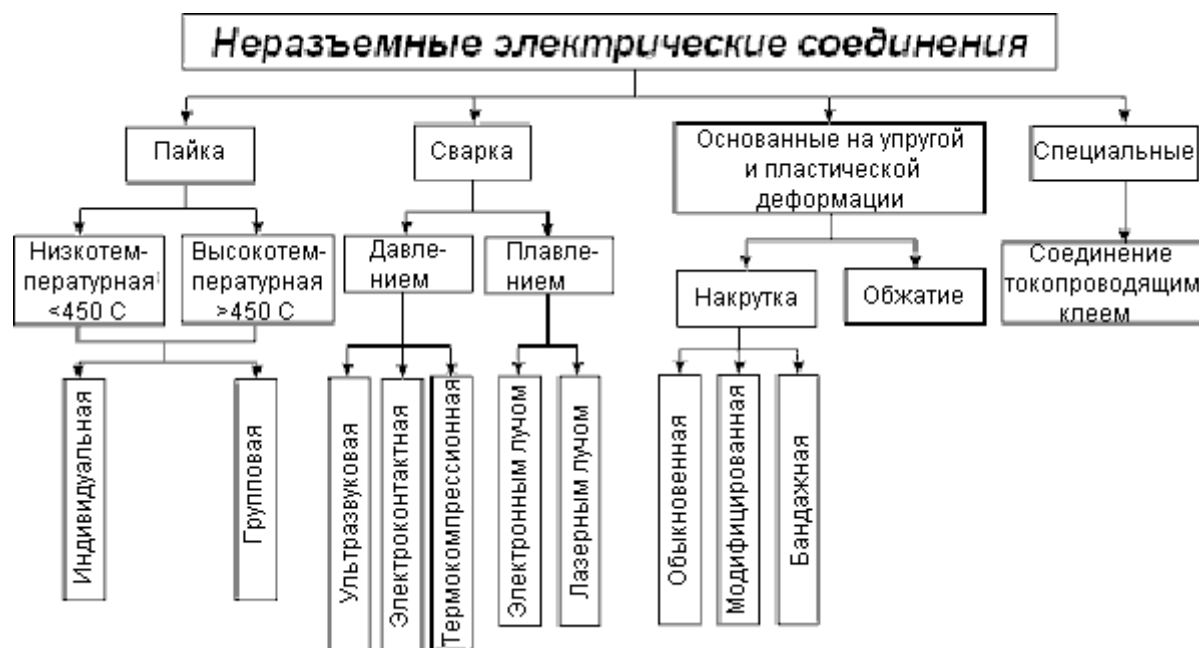 Неразъемные электрические соединения
Пайка
Сварка
Основанные на упругой
и пластической
деформации
Специальные
Низкотем-
пературная
<450 С
Высокотем-
пературная
>450 С
Давле-
нием
Плавле-
нием
Накрутка
Обжатие
Соединение
токопроводящим
клеем
Индивидуальная
Групповая
Ультразвуковая
Электроконтактная
Термокомпрессионная
Электронным лучом
Лазерным лучом
Обыкновенная
Модифицированная
Бандажная